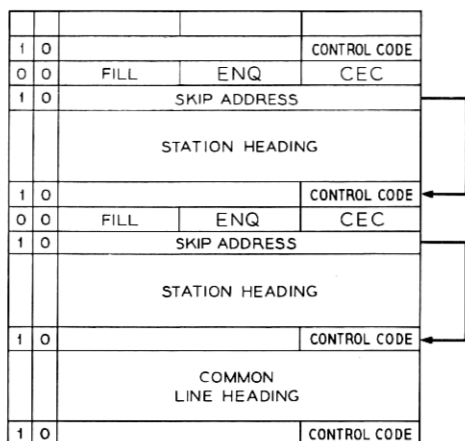 1 0 CONTROL CODE
0 0 FILL ENQ CEC
1 0 SKIP ADDRESS
STATION HEADING
1 0 CONTROL CODE
0 0 FILL ENQ CEC
1 0 SKIP ADDRESS
STATION HEADING
1 0 CONTROL CODE
COMMON
LINE HEADING
1 0 CONTROL CODE